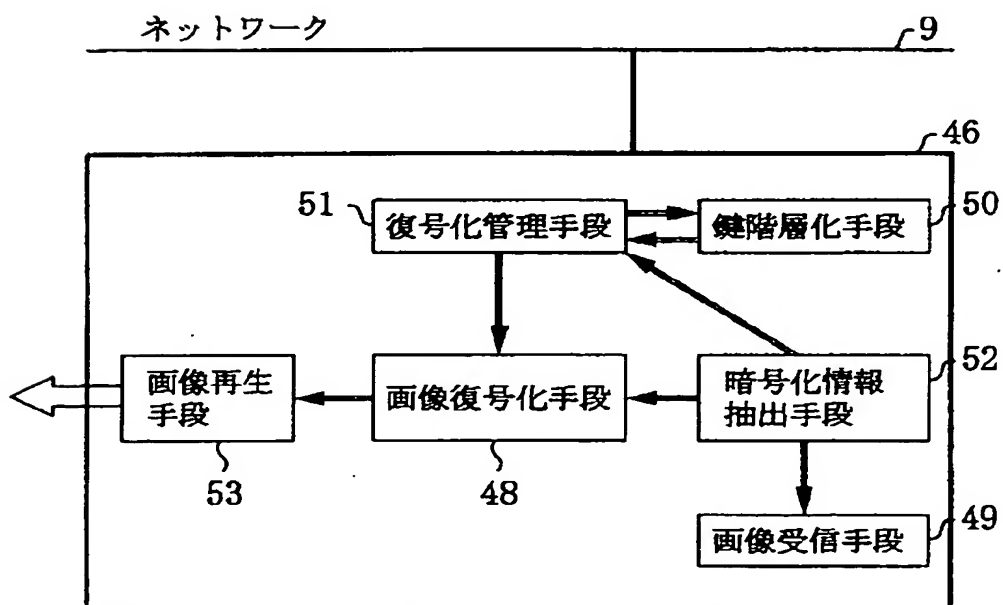 ネットワーク
9
46
51
復号化管理手段
鍵階層化手段
50
画像再生
手段
画像復号化手段
暗号化情報
抽出手段
52
53
48
画像受信手段
49